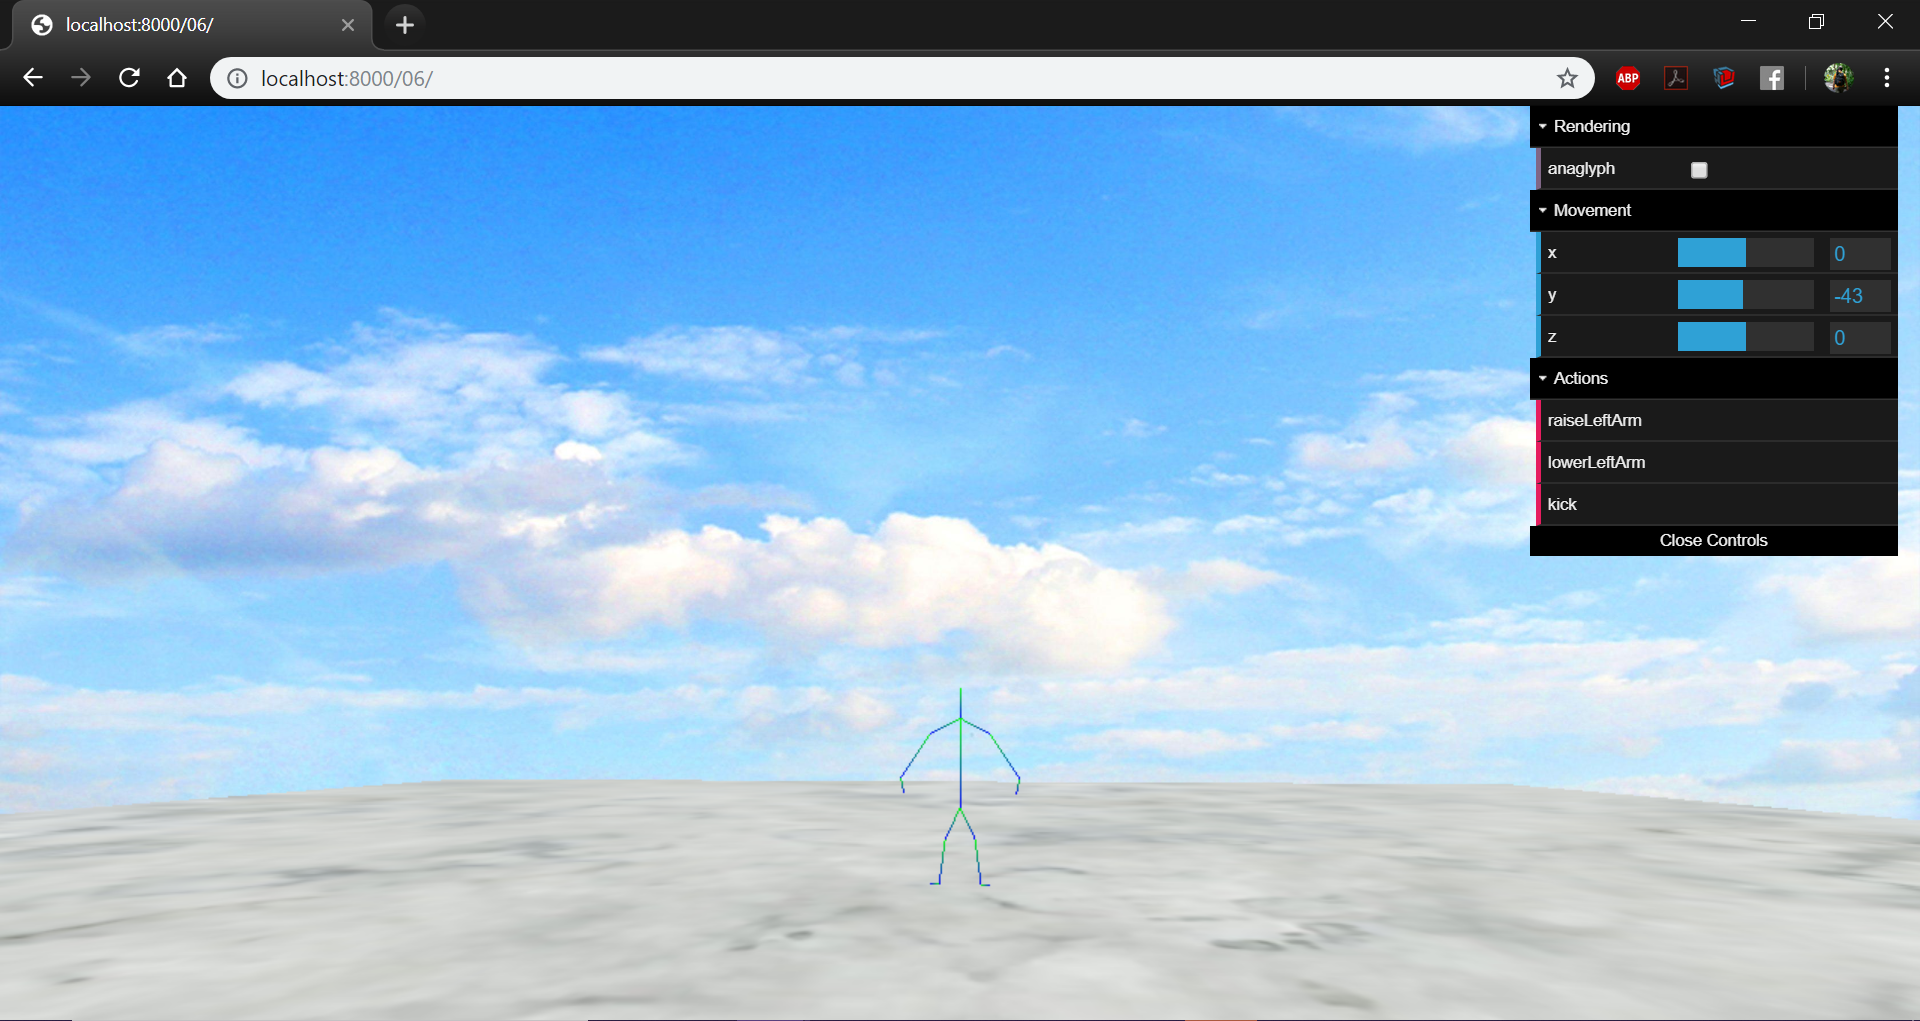 localhost:8000/06/
localhost:8000/06/
ABP
Rendering
anaglyph
Movement
x 0
y -43
z 0
Actions
raiseLeftArm
lowerLeftArm
kick
Close Controls